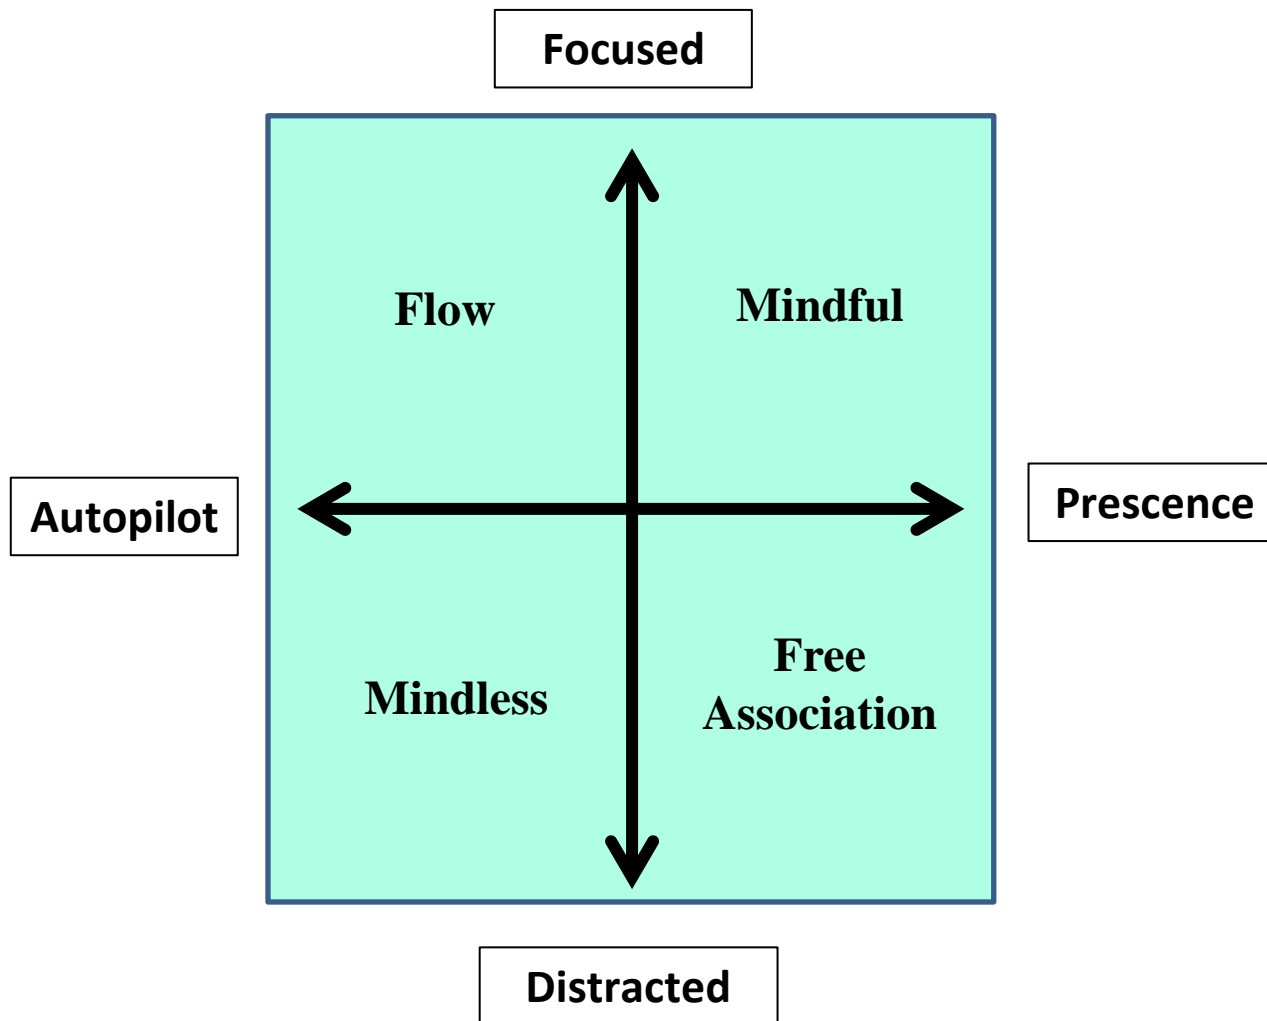 Focused
Flow
Mindful
Autopilot
Prescence
Mindless
Free
Association
Distracted